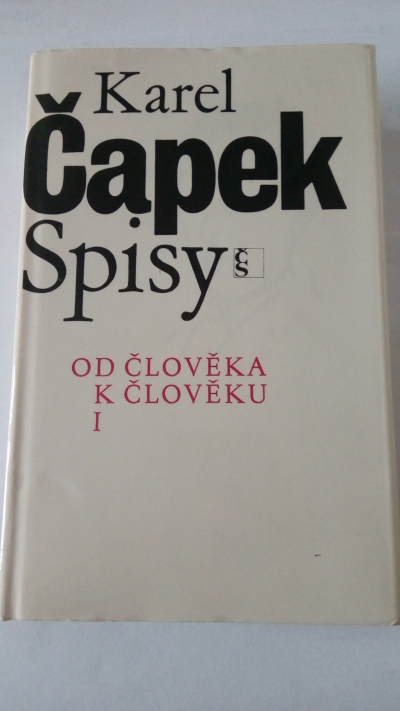 Karel
Čapek
Spisy
čs
OD ČLOVĚKA
K ČLOVĚKU
I